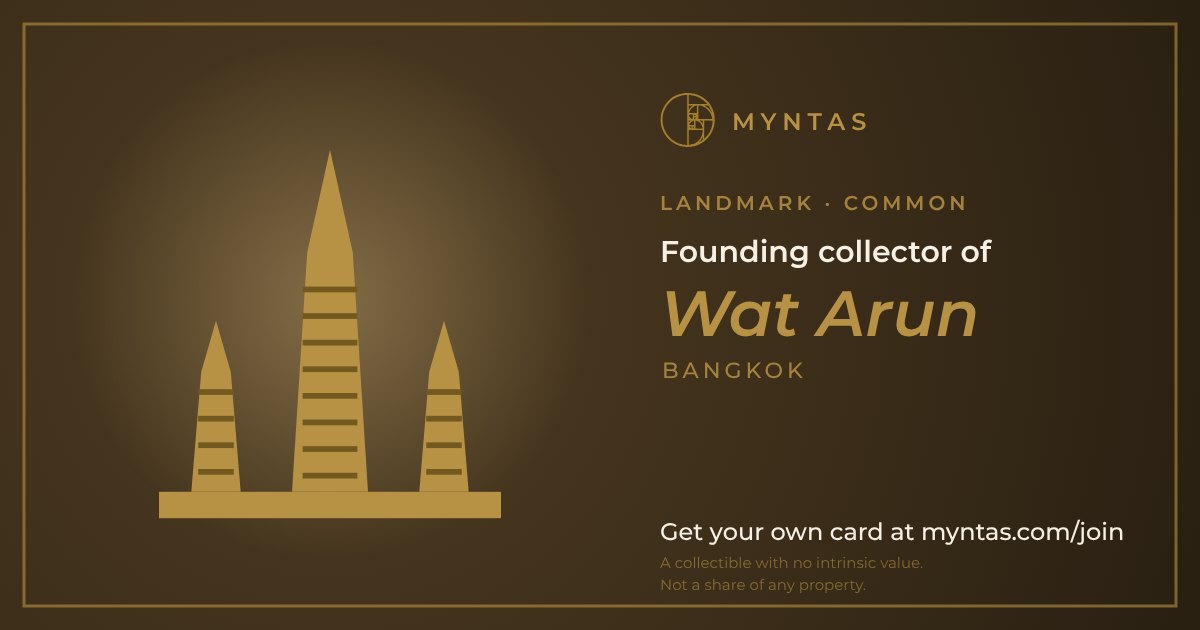 MYNTAS
LANDMARK · COMMON
Founding collector of
Wat Arun
BANGKOK
Get your own card at myntas.com/join
A collectible with no intrinsic value.
Not a share of any property.